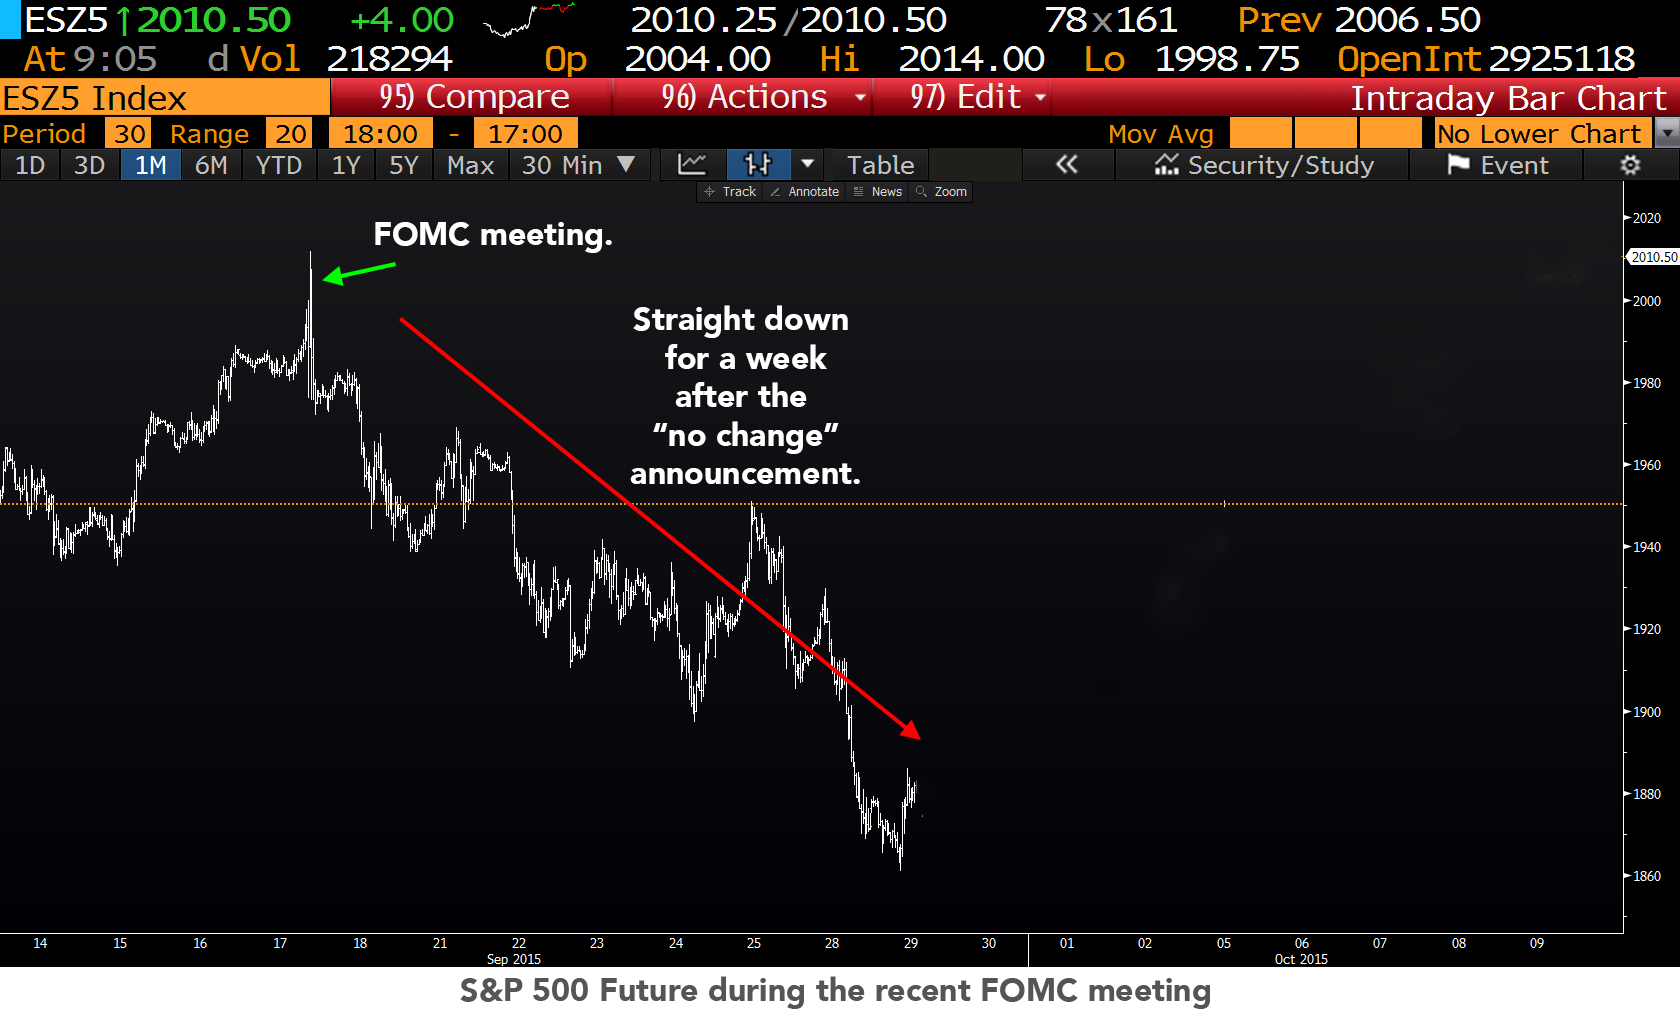 ESZ5 ↑2010.50 +4.00 2010.25/2010.50 78x161 Prev 2006.50
At 9:05 d Vol 218294 Op 2004.00 Hi 2014.00 Lo 1998.75 OpenInt 2925118
ESZ5 Index 95) Compare 96) Actions 97) Edit Intraday Bar Chart
Period 30 Range 20 18:00 - 17:00 Mov Avg No Lower Chart
1D 3D 1M 6M YTD 1Y 5Y Max 30 Min ▼ Table « Security/Study Event
Track Annotate News Zoom
FOMC meeting.
Straight down
for a week
after the
“no change”
announcement.
2020
2010.50
2000
1980
1960
1940
1920
1900
1880
1860
14 15 16 17 18 21 22 23 24 25 28 29 30 01 02 05 06 07 08 09
Sep 2015 Oct 2015
S&P 500 Future during the recent FOMC meeting